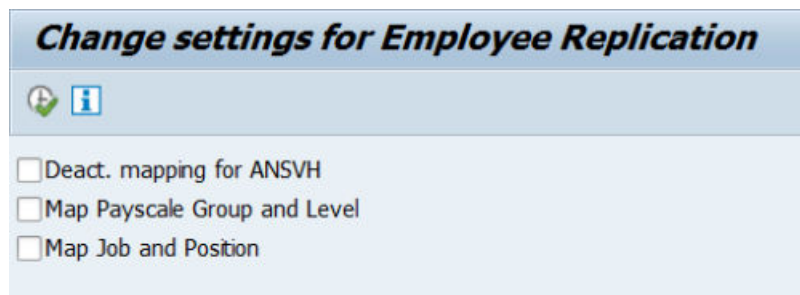 Change settings for Employee Replication
i
Deact. mapping for ANSVH
Map Payscale Group and Level
Map Job and Position